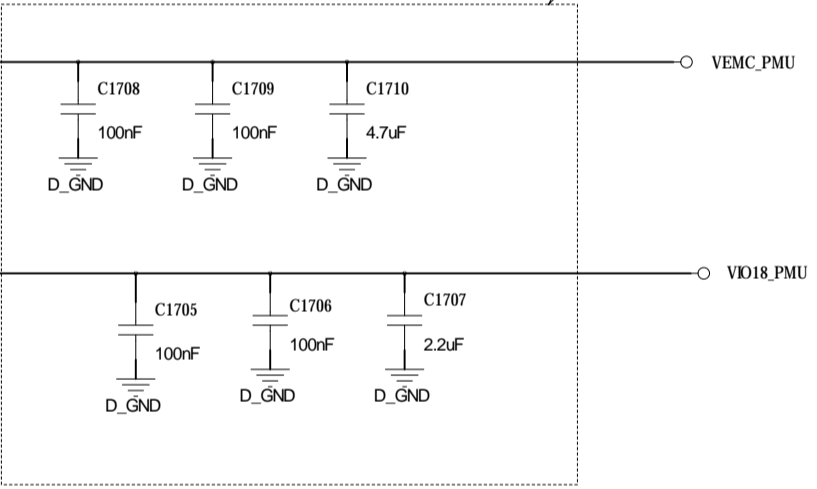 VEMC_PMU
C1708
C1709
C1710
100nF
100nF
4.7uF
D_GND
D_GND
D_GND
VIO18_PMU
C1705
C1706
C1707
100nF
100nF
2.2uF
D_GND
D_GND
D_GND